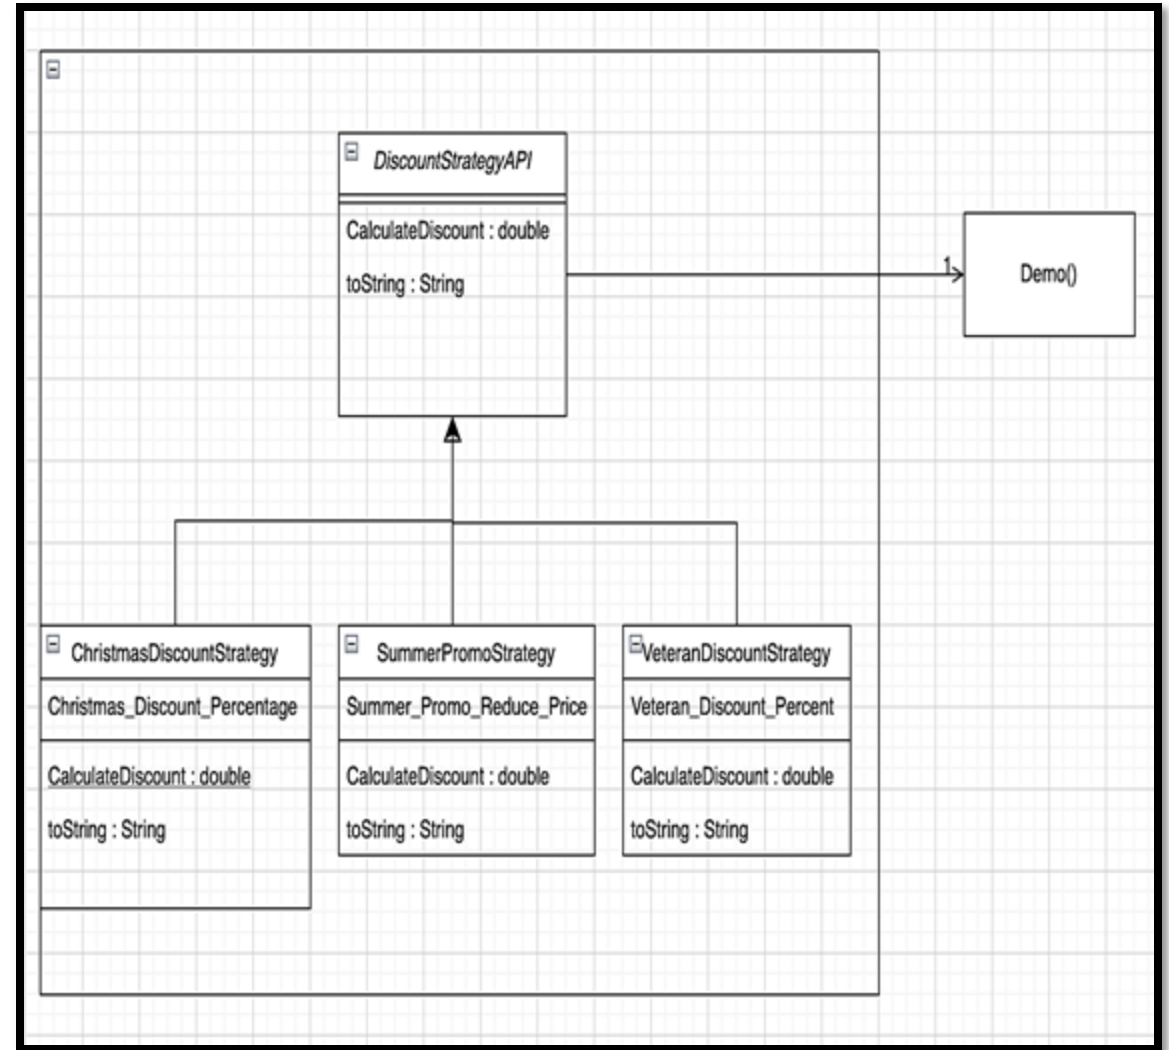 DiscountStrategyAPI
CalculateDiscount : double
toString : String
1
Demo()
ChristmasDiscountStrategy
Christmas_Discount_Percentage
CalculateDiscount : double
toString : String
SummerPromoStrategy
Summer_Promo_Reduce_Price
CalculateDiscount : double
toString : String
VeteranDiscountStrategy
Veteran_Discount_Percent
CalculateDiscount : double
toString : String